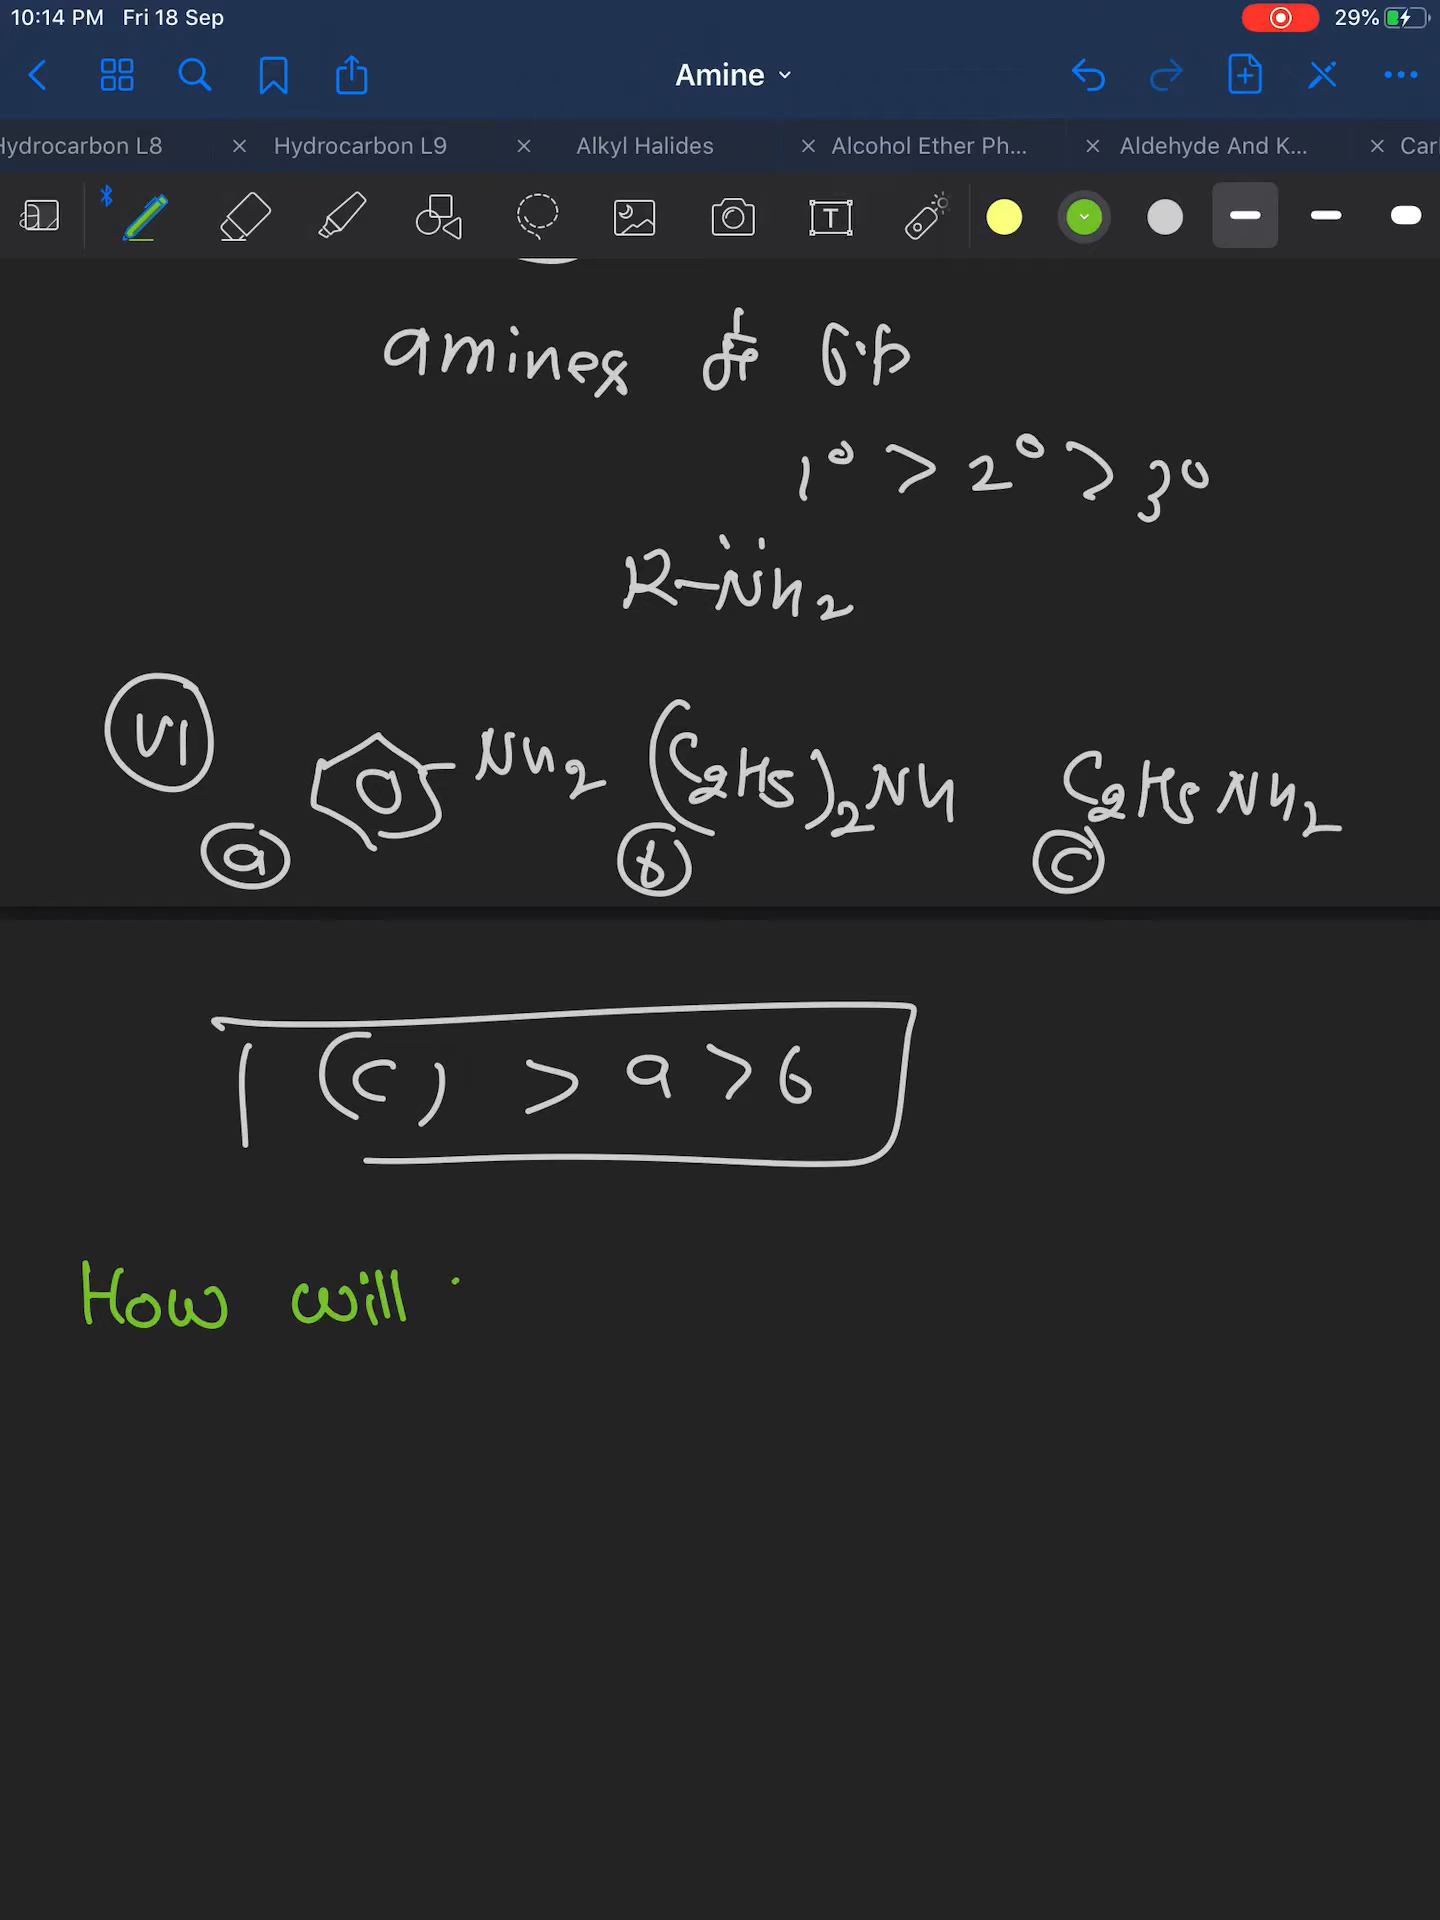 10:14 PM Fri 18 Sep 29%
Amine
Hydrocarbon L8 Hydrocarbon L9 Alkyl Halides Alcohol Ether Ph... Aldehyde And K... Car
T
amines
1° > 2° > 3°
R-N̈H2
VI
NH2 (C2H5)2NH C2H5NH2
a b c
(c) > a > b
How will